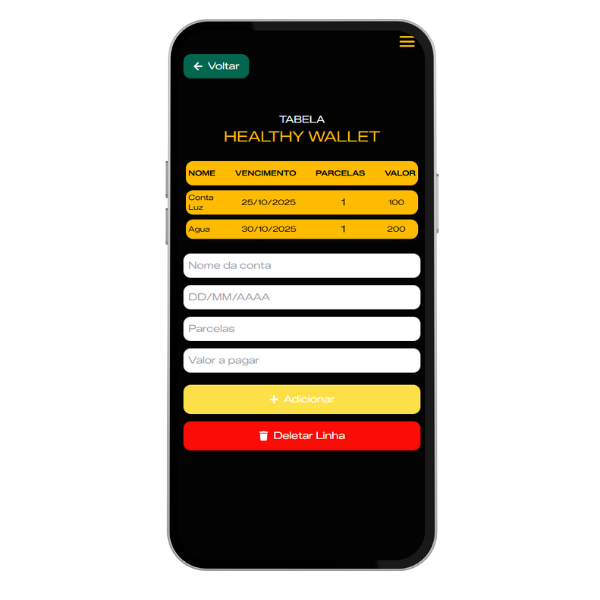 Voltar
TABELA
HEALTHY WALLET
NOME VENCIMENTO PARCELAS VALOR
Conta
Luz 25/10/2025 1 100
Agua 30/10/2025 1 200
Nome da conta
DD/MM/AAAA
Parcelas
Valor a pagar
Adicionar
Deletar Linha